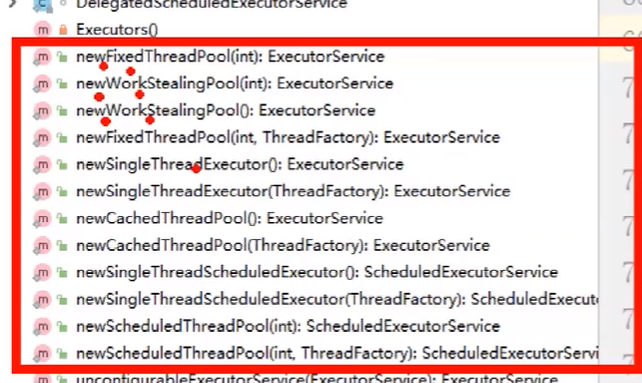 DelegatedScheduledExecutorService
Executors()
newFixedThreadPool(int): ExecutorService
newWorkStealingPool(int): ExecutorService
newWorkStealingPool(): ExecutorService
newFixedThreadPool(int, ThreadFactory): ExecutorService
newSingleThreadExecutor(): ExecutorService
newSingleThreadExecutor(ThreadFactory): ExecutorService
newCachedThreadPool(): ExecutorService
newCachedThreadPool(ThreadFactory): ExecutorService
newSingleThreadScheduledExecutor(): ScheduledExecutorService
newSingleThreadScheduledExecutor(ThreadFactory): ScheduledExecut
newScheduledThreadPool(int): ScheduledExecutorService
newScheduledThreadPool(int, ThreadFactory): ScheduledExecutorServi
unconfigurableExecutorService(ExecutorService): ExecutorService